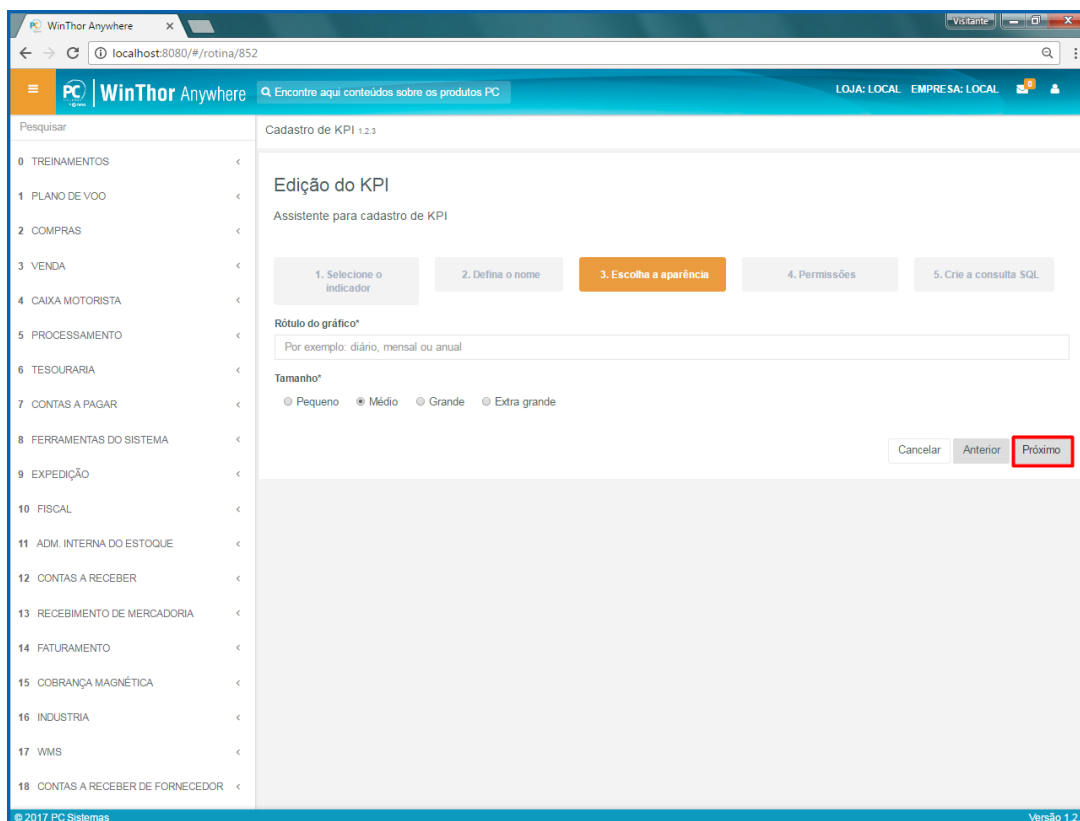 WinThor Anywhere
Visitante
localhost:8080/#/rotina/852
PC | WinThor Anywhere
Encontre aqui conteúdos sobre os produtos PC
LOJA: LOCAL EMPRESA: LOCAL
0
Pesquisar
Cadastro de KPI 1.2.3
0 TREINAMENTOS
1 PLANO DE VOO
2 COMPRAS
3 VENDA
4 CAIXA MOTORISTA
5 PROCESSAMENTO
6 TESOURARIA
7 CONTAS A PAGAR
8 FERRAMENTAS DO SISTEMA
9 EXPEDIÇÃO
10 FISCAL
11 ADM. INTERNA DO ESTOQUE
12 CONTAS A RECEBER
13 RECEBIMENTO DE MERCADORIA
14 FATURAMENTO
15 COBRANÇA MAGNÉTICA
16 INDUSTRIA
17 WMS
18 CONTAS A RECEBER DE FORNECEDOR
Edição do KPI
Assistente para cadastro de KPI
1. Selecione o
indicador
2. Defina o nome
3. Escolha a aparência
4. Permissões
5. Crie a consulta SQL
Rótulo do gráfico*
Por exemplo: diário, mensal ou anual
Tamanho*
Pequeno Médio Grande Extra grande
Cancelar Anterior Próximo
© 2017 PC Sistemas
Versão 1.2